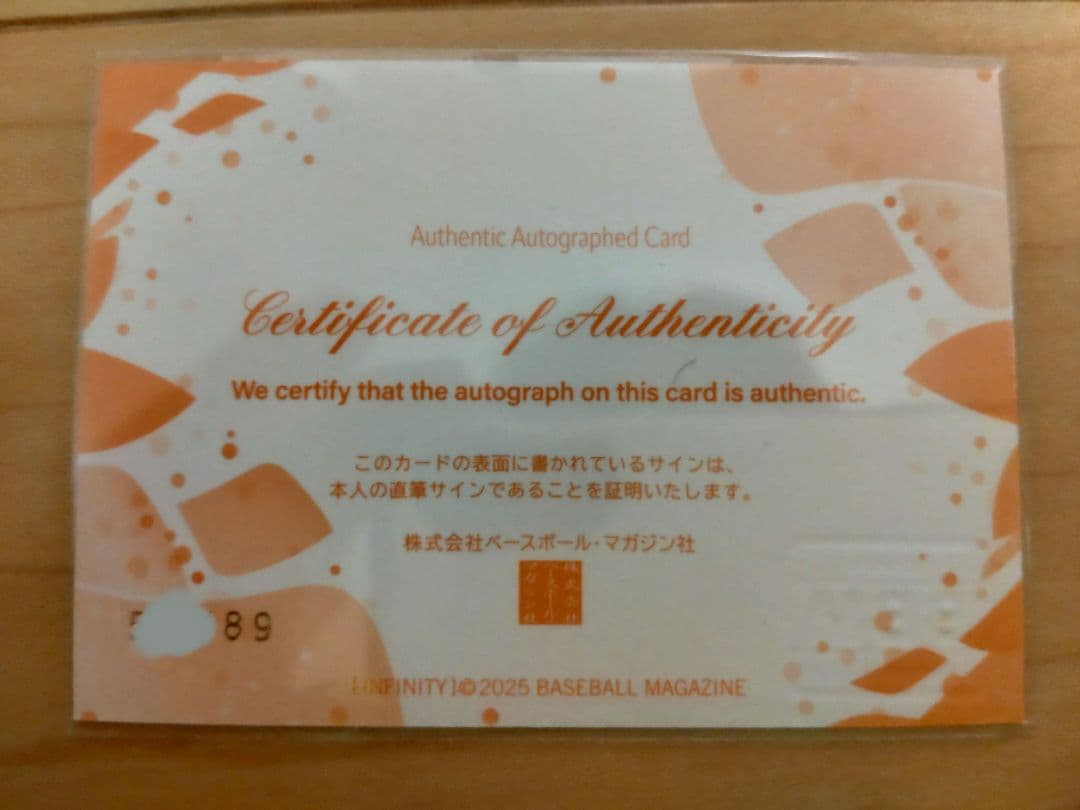 Authentic Autographed Card
Certificate of Authenticity
We certify that the autograph on this card is authentic.
このカードの表面に書かれているサインは、
本人の直筆サインであることを証明いたします。
株式会社ベースボール・マガジン社
89
[INFINITY]©2025 BASEBALL MAGAZINE